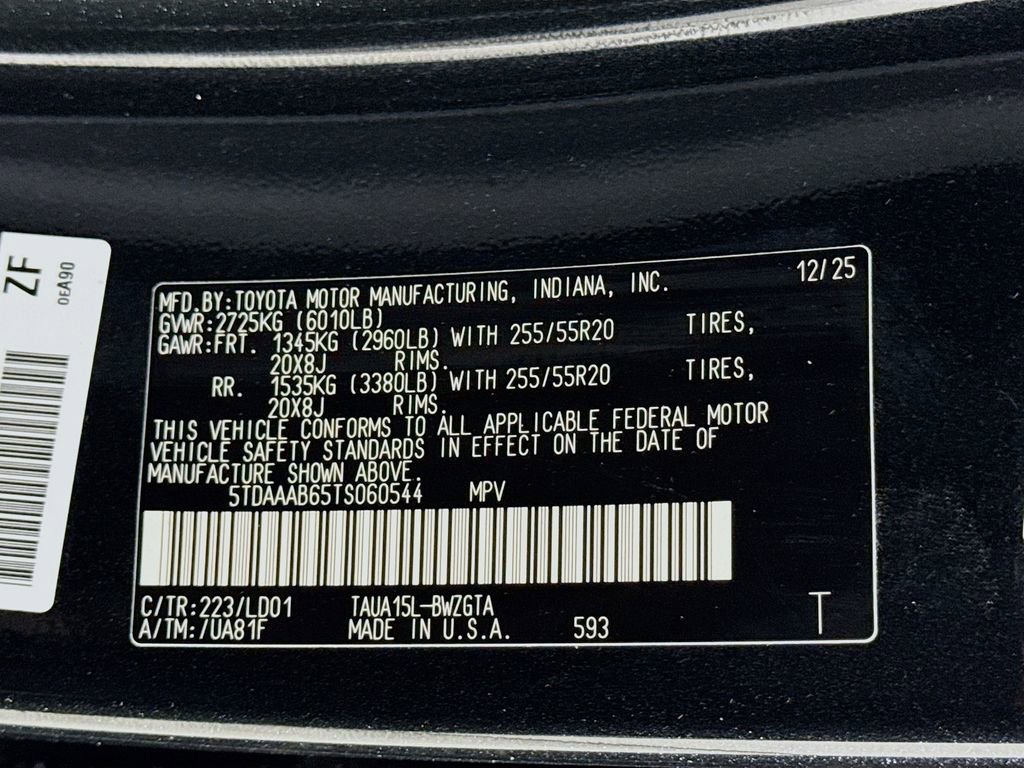 ZF
0EA90
MFD.BY:TOYOTA MOTOR MANUFACTURING, INDIANA, INC. 12/25
GVWR:2725KG (6010LB)
GAWR:FRT. 1345KG (2960LB) WITH 255/55R20 TIRES,
20X8J RIMS.
RR. 1535KG (3380LB) WITH 255/55R20 TIRES,
20X8J RIMS.
THIS VEHICLE CONFORMS TO ALL APPLICABLE FEDERAL MOTOR
VEHICLE SAFETY STANDARDS IN EFFECT ON THE DATE OF
MANUFACTURE SHOWN ABOVE.
5TDAAAB65TS060544 MPV
C/TR:223/LD01 TAUA15L-BWZGTA
A/TM:/UA81F MADE IN U.S.A. 593 T